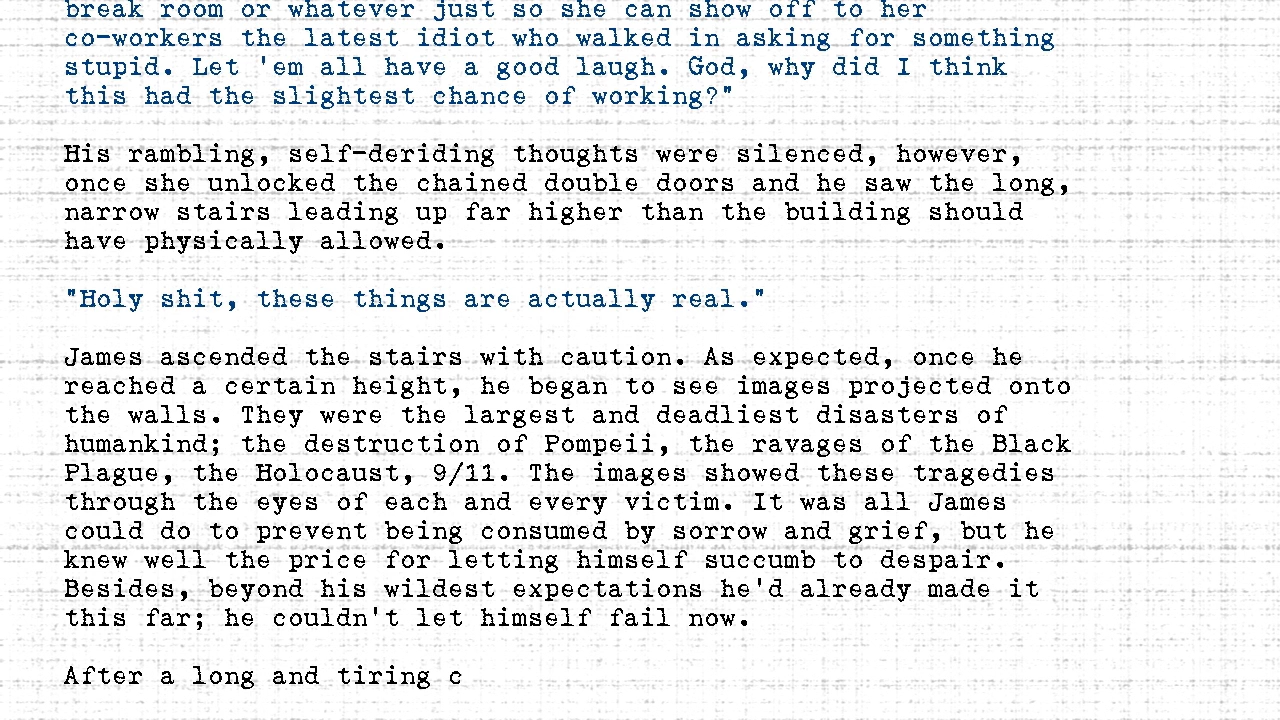 break room or whatever just so she can show off to her
co-workers the latest idiot who walked in asking for something
stupid. Let 'em all have a good laugh. God, why did I think
this had the slightest chance of working?"
His rambling, self-deriding thoughts were silenced, however,
once she unlocked the chained double doors and he saw the long,
narrow stairs leading up far higher than the building should
have physically allowed.
"Holy shit, these things are actually real."
James ascended the stairs with caution. As expected, once he
reached a certain height, he began to see images projected onto
the walls. They were the largest and deadliest disasters of
humankind; the destruction of Pompeii, the ravages of the Black
Plague, the Holocaust, 9/11. The images showed these tragedies
through the eyes of each and every victim. It was all James
could do to prevent being consumed by sorrow and grief, but he
knew well the price for letting himself succumb to despair.
Besides, beyond his wildest expectations he'd already made it
this far; he couldn't let himself fail now.
After a long and tiring c